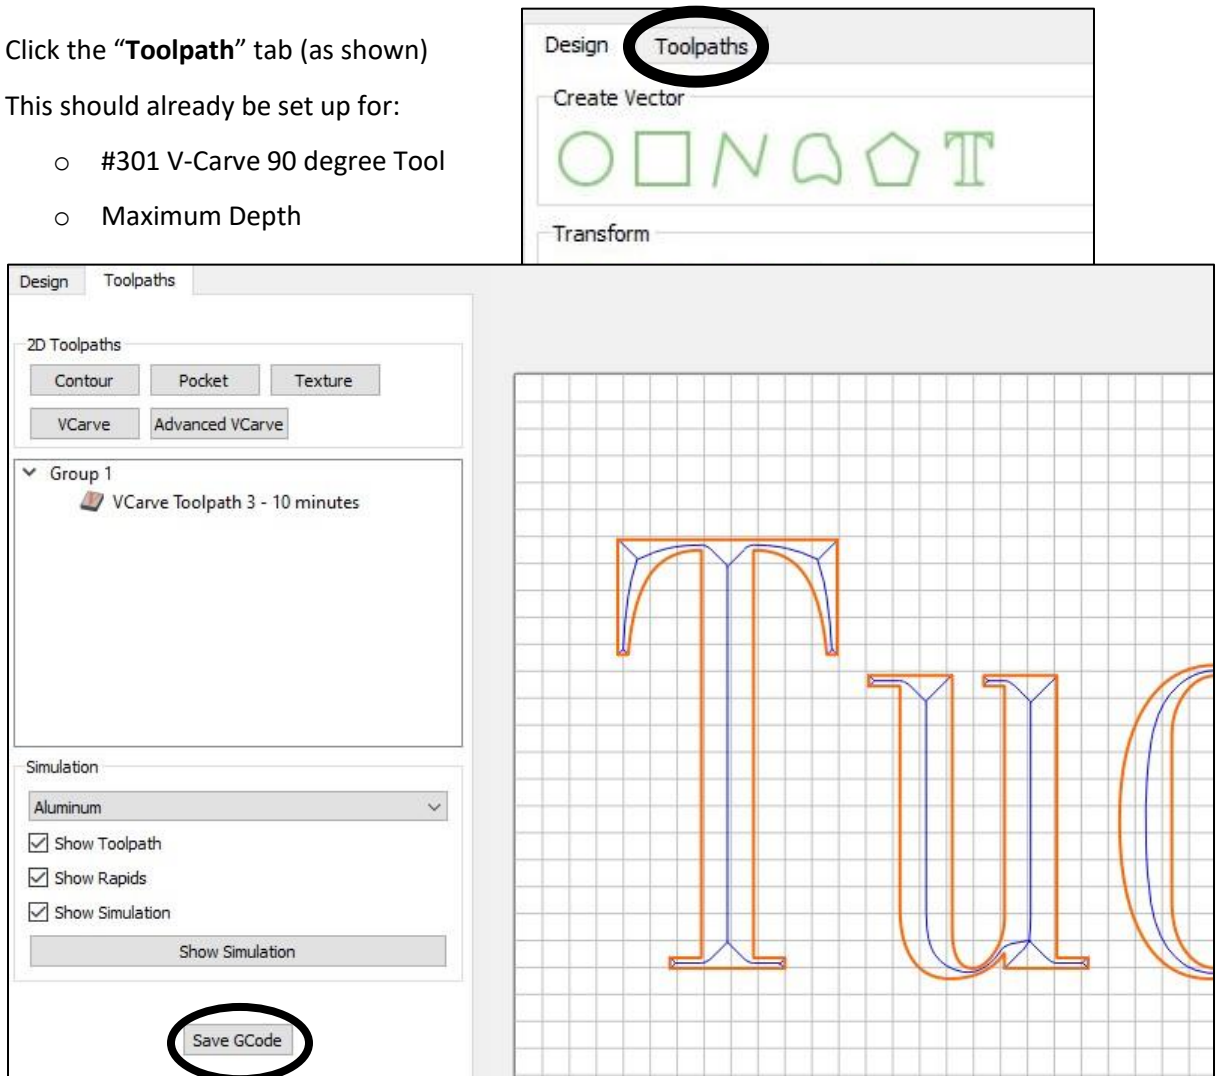 Click the “Toolpath” tab (as shown)
This should already be set up for:
o #301 V-Carve 90 degree Tool
o Maximum Depth
Design Toolpaths
Create Vector
Transform
Design Toolpaths
2D Toolpaths
Contour Pocket Texture
VCarve Advanced VCarve
Group 1
VCarve Toolpath 3 - 10 minutes
Simulation
Aluminum
Show Toolpath
Show Rapids
Show Simulation
Show Simulation
Save GCode
Tu